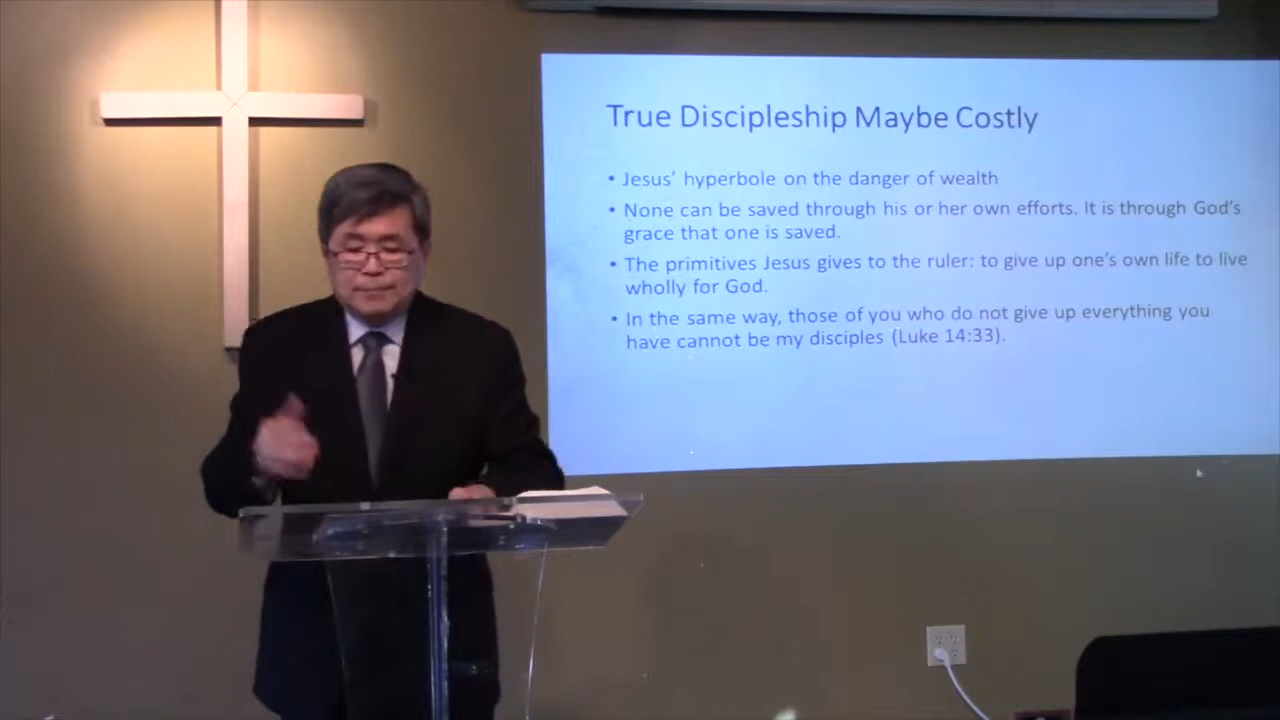 True Discipleship Maybe Costly
• Jesus' hyperbole on the danger of wealth
• None can be saved through his or her own efforts. It is through God's
grace that one is saved.
• The primitives Jesus gives to the ruler: to give up one's own life to live
wholly for God.
• In the same way, those of you who do not give up everything you
have cannot be my disciples (Luke 14:33).